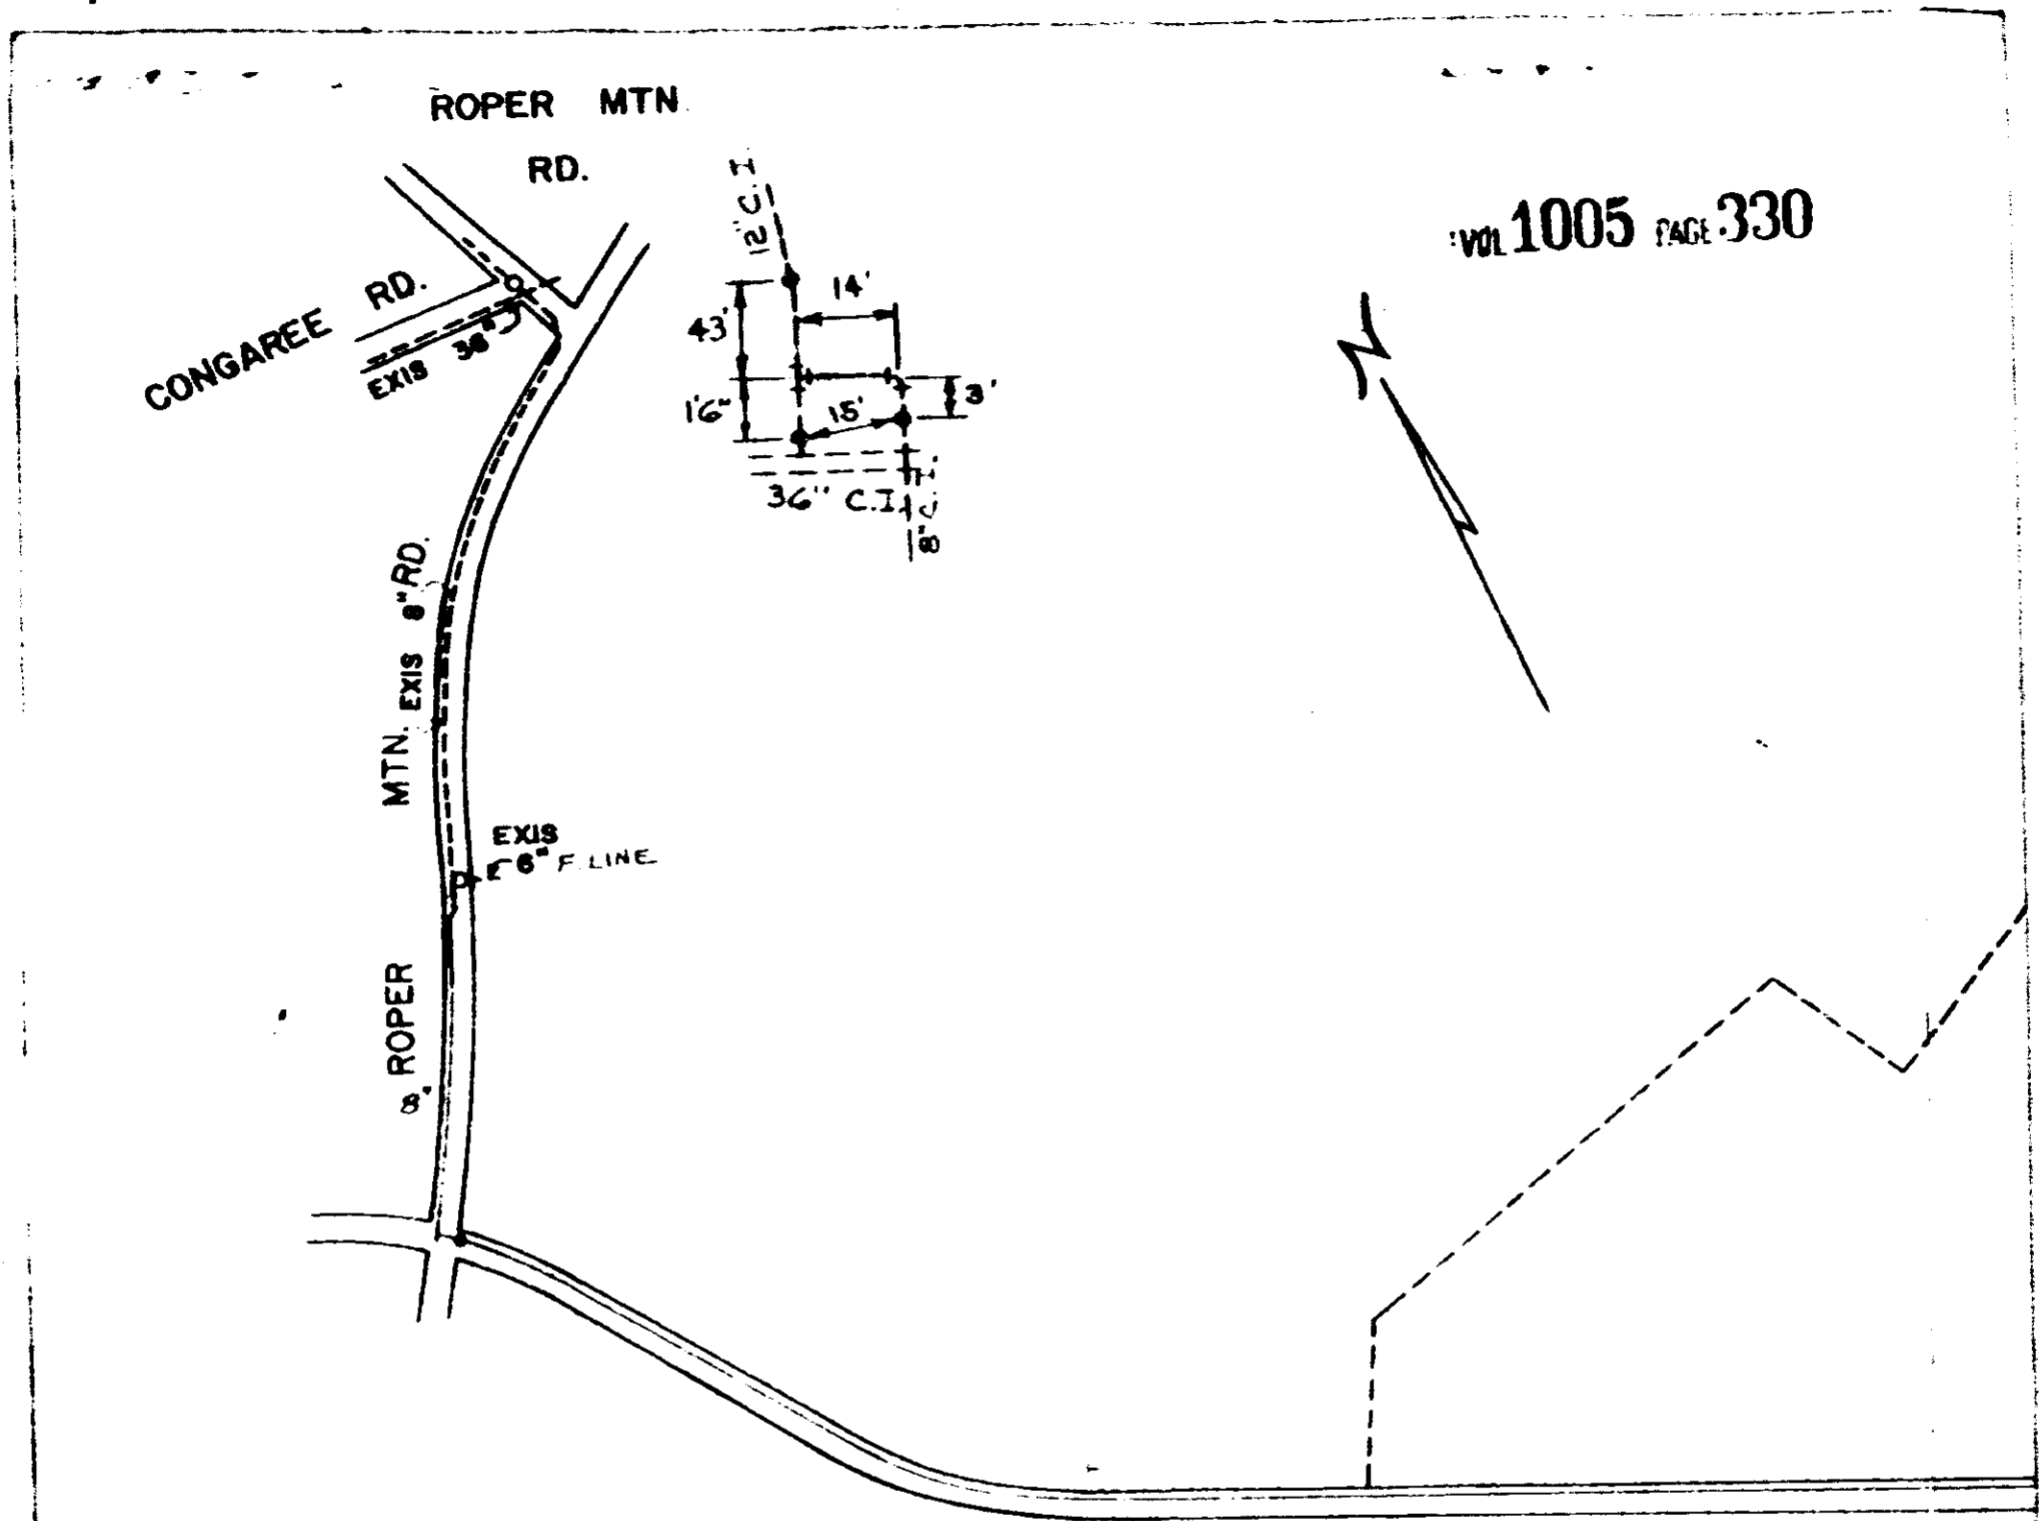 ROPER MTN.
RD.
VOL 1005 PAGE 330
CONGAREE RD.
EXIS 36"
12" C.I.
14'
43'
3'
1'6"
15'
36" C.I.
8" C.I.
MTN. RD.
EXIS 8"
EXIS
6" F. LINE
ROPER
8"
N